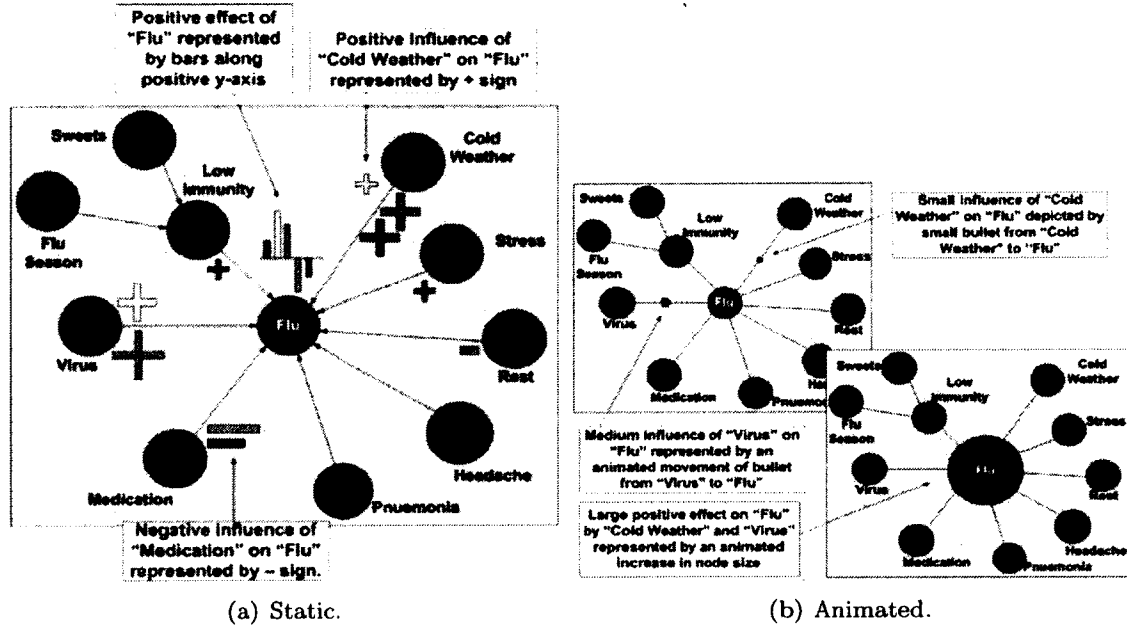 Positive effect of
"Flu" represented
by bars along
positive y-axis
Positive Influence of
"Cold Weather" on "Flu"
represented by + sign
Sweets
Cold
Weather
Low
Immunity
Flu
Season
Stress
Virus
Flu
Rest
Medication
Headache
Pnuemonia
Negative Influence of
"Medication" on "Flu"
represented by – sign.
(a) Static.
Sweets
Cold
Weather
Low
Immunity
Flu
Season
Stress
Virus
Flu
Rest
Medication
Pnuemon
Small influence of "Cold
Weather" on "Flu" depicted by
small bullet from "Cold
Weather" to "Flu"
Medium influence of "Virus" on
"Flu" represented by an
animated movement of bullet
from "Virus" to "Flu"
Large positive effect on "Flu"
by "Cold Weather" and "Virus"
represented by an animated
increase in node size
Sweets
Cold
Weather
Low
Immunity
Flu
Season
Stress
Virus
Flu
Rest
Medication
Headache
Pnuemonia
(b) Animated.